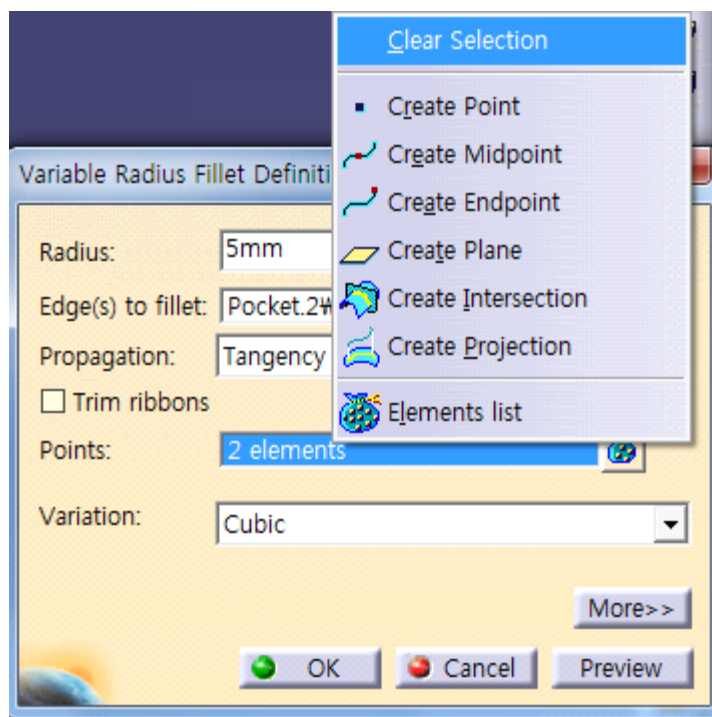 Clear Selection
Create Point
Create Midpoint
Create Endpoint
Create Plane
Create Intersection
Create Projection
Elements list
Variable Radius Fillet Definiti
Radius: 5mm
Edge(s) to fillet: Pocket.2₩
Propagation: Tangency
Trim ribbons
Points: 2 elements
Variation: Cubic
More>>
OK Cancel Preview